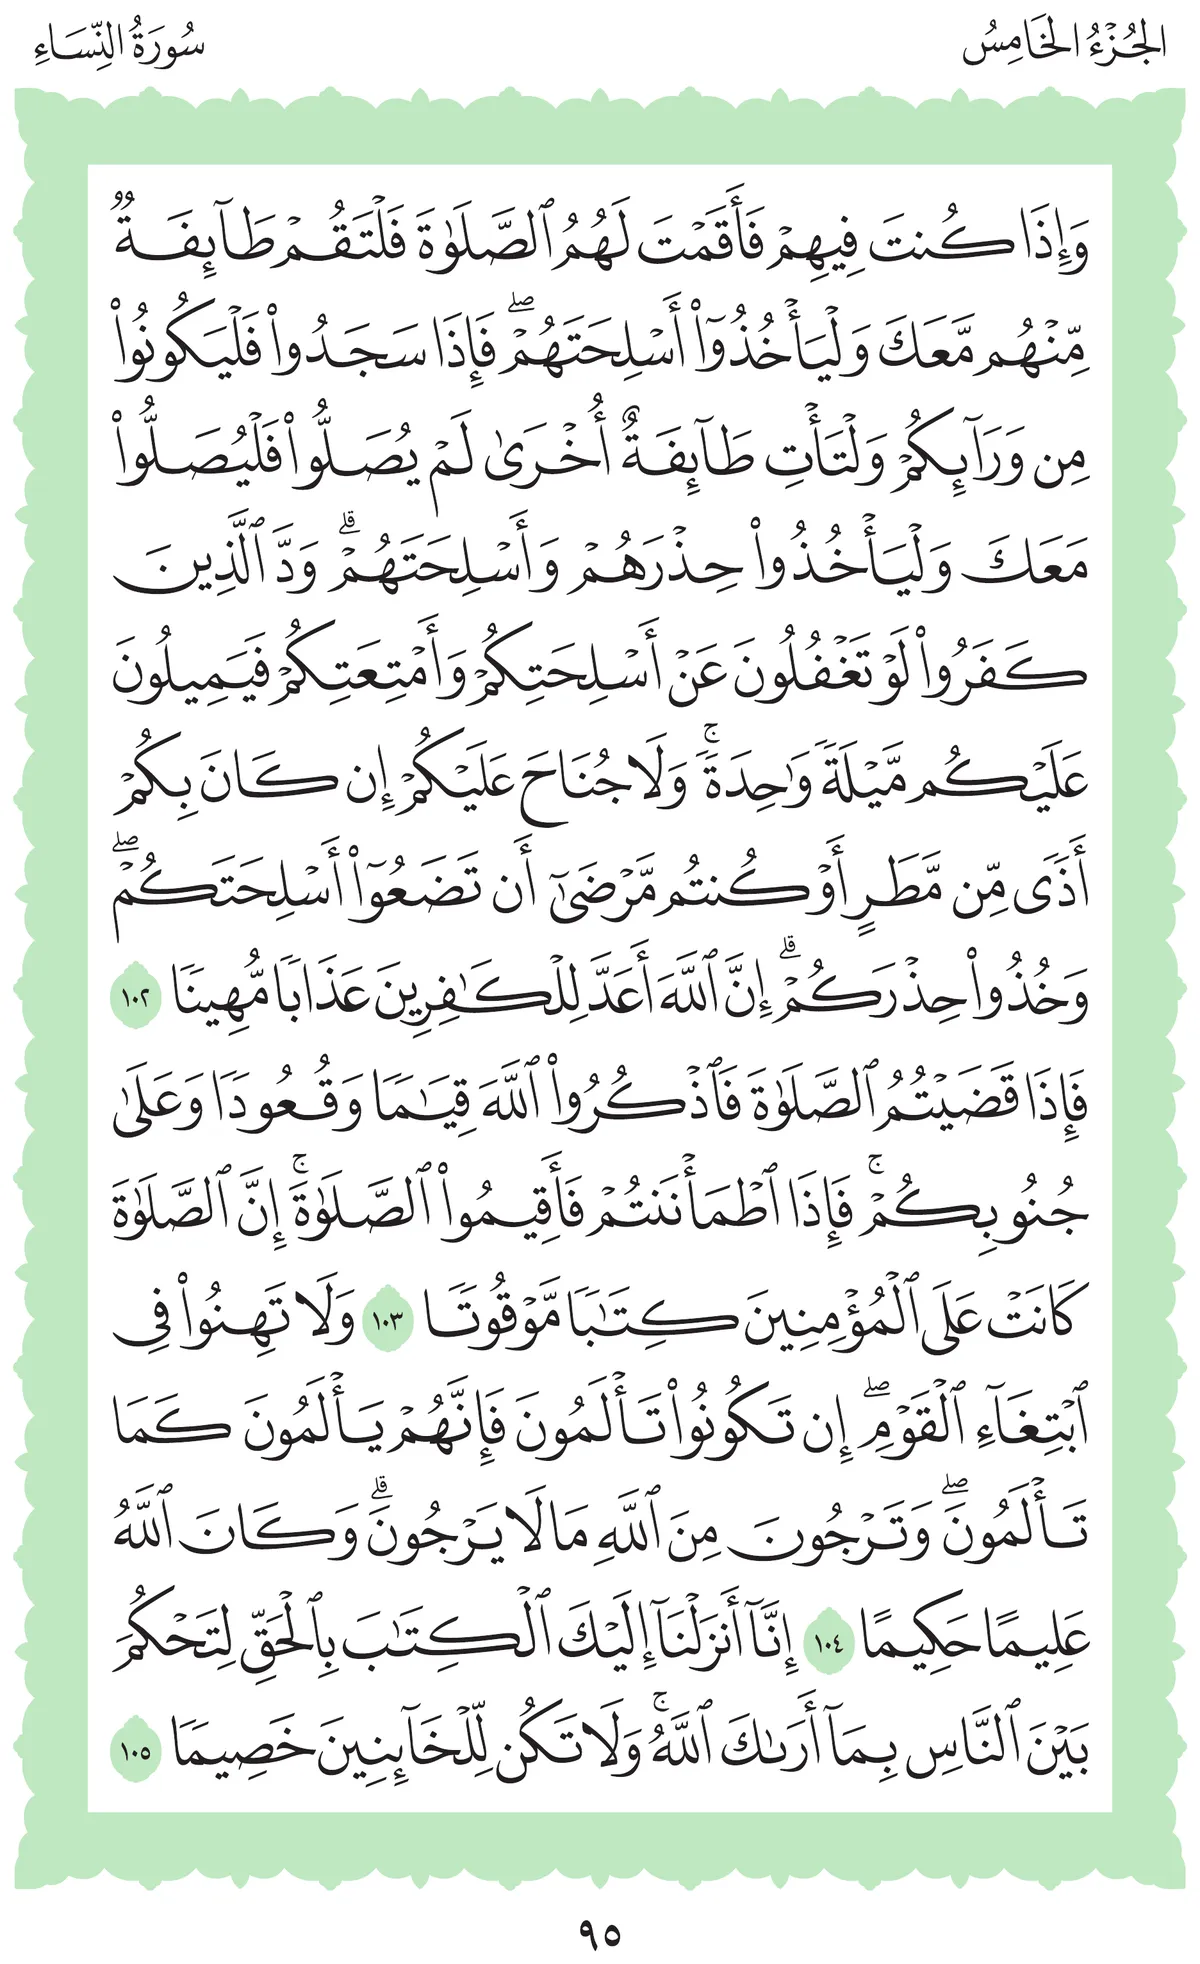 الجُزْءُ الخَامِسُ
سُورَةُ النِّسَاءِ
وَإِذَا كُنتَ فِيهِمْ فَأَقَمْتَ لَهُمُ ٱلصَّلَوٰةَ فَلْتَقُمْ طَآئِفَةٌ
مِّنْهُم مَّعَكَ وَلْيَأْخُذُوٓا۟ أَسْلِحَتَهُمْۖ فَإِذَا سَجَدُوا۟ فَلْيَكُونُوا۟
مِن وَرَآئِكُمْ وَلْتَأْتِ طَآئِفَةٌ أُخْرَىٰ لَمْ يُصَلُّوا۟ فَلْيُصَلُّوا۟
مَعَكَ وَلْيَأْخُذُوا۟ حِذْرَهُمْ وَأَسْلِحَتَهُمْۗ وَدَّ ٱلَّذِينَ
كَفَرُوا۟ لَوْ تَغْفُلُونَ عَنْ أَسْلِحَتِكُمْ وَأَمْتِعَتِكُمْ فَيَمِيلُونَ
عَلَيْكُم مَّيْلَةً وَٰحِدَةًۚ وَلَا جُنَاحَ عَلَيْكُمْ إِن كَانَ بِكُمْ
أَذًى مِّن مَّطَرٍ أَوْ كُنتُم مَّرْضَىٰٓ أَن تَضَعُوٓا۟ أَسْلِحَتَكُمْۖ
وَخُذُوا۟ حِذْرَكُمْۗ إِنَّ ٱللَّهَ أَعَدَّ لِلْكَـٰفِرِينَ عَذَابًا مُّهِينًا ١٠٢
فَإِذَا قَضَيْتُمُ ٱلصَّلَوٰةَ فَٱذْكُرُوا۟ ٱللَّهَ قِيَـٰمًا وَقُعُودًا وَعَلَىٰ
جُنُوبِكُمْۚ فَإِذَا ٱطْمَأْنَنتُمْ فَأَقِيمُوا۟ ٱلصَّلَوٰةَۚ إِنَّ ٱلصَّلَوٰةَ
كَانَتْ عَلَى ٱلْمُؤْمِنِينَ كِتَـٰبًا مَّوْقُوتًا ١٠٣ وَلَا تَهِنُوا۟ فِى
ٱبْتِغَآءِ ٱلْقَوْمِۖ إِن تَكُونُوا۟ تَأْلَمُونَ فَإِنَّهُمْ يَأْلَمُونَ كَمَا
تَأْلَمُونَۖ وَتَرْجُونَ مِنَ ٱللَّهِ مَا لَا يَرْجُونَۗ وَكَانَ ٱللَّهُ
عَلِيمًا حَكِيمًا ١٠٤ إِنَّآ أَنزَلْنَآ إِلَيْكَ ٱلْكِتَـٰبَ بِٱلْحَقِّ لِتَحْكُمَ
بَيْنَ ٱلنَّاسِ بِمَآ أَرَىٰكَ ٱللَّهُۚ وَلَا تَكُن لِّلْخَآئِنِينَ خَصِيمًا ١٠٥
٩٥